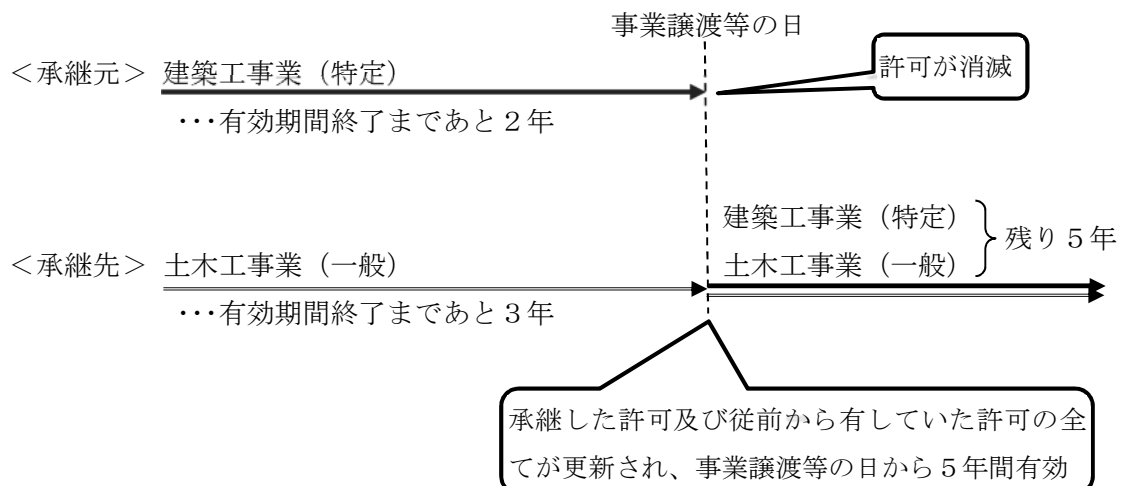 事業譲渡等の日
許可が消滅
<承継元> 建築工事業（特定）
・・・有効期間終了まであと２年
建築工事業（特定）
土木工事業（一般）
残り５年
<承継先> 土木工事業（一般）
・・・有効期間終了まであと３年
承継した許可及び従前から有していた許可の全
てが更新され、事業譲渡等の日から５年間有効